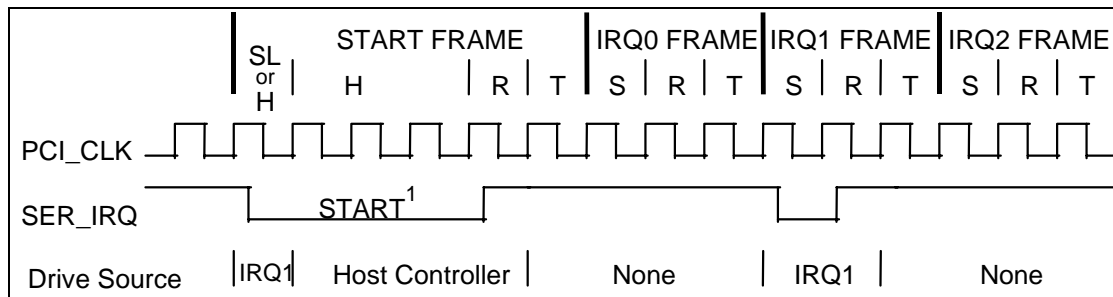 START FRAME IRQ0 FRAME IRQ1 FRAME IRQ2 FRAME
SL
or
H
H R T S R T S R T S R T
PCI_CLK
SER_IRQ START1
Drive Source IRQ1 Host Controller None IRQ1 None